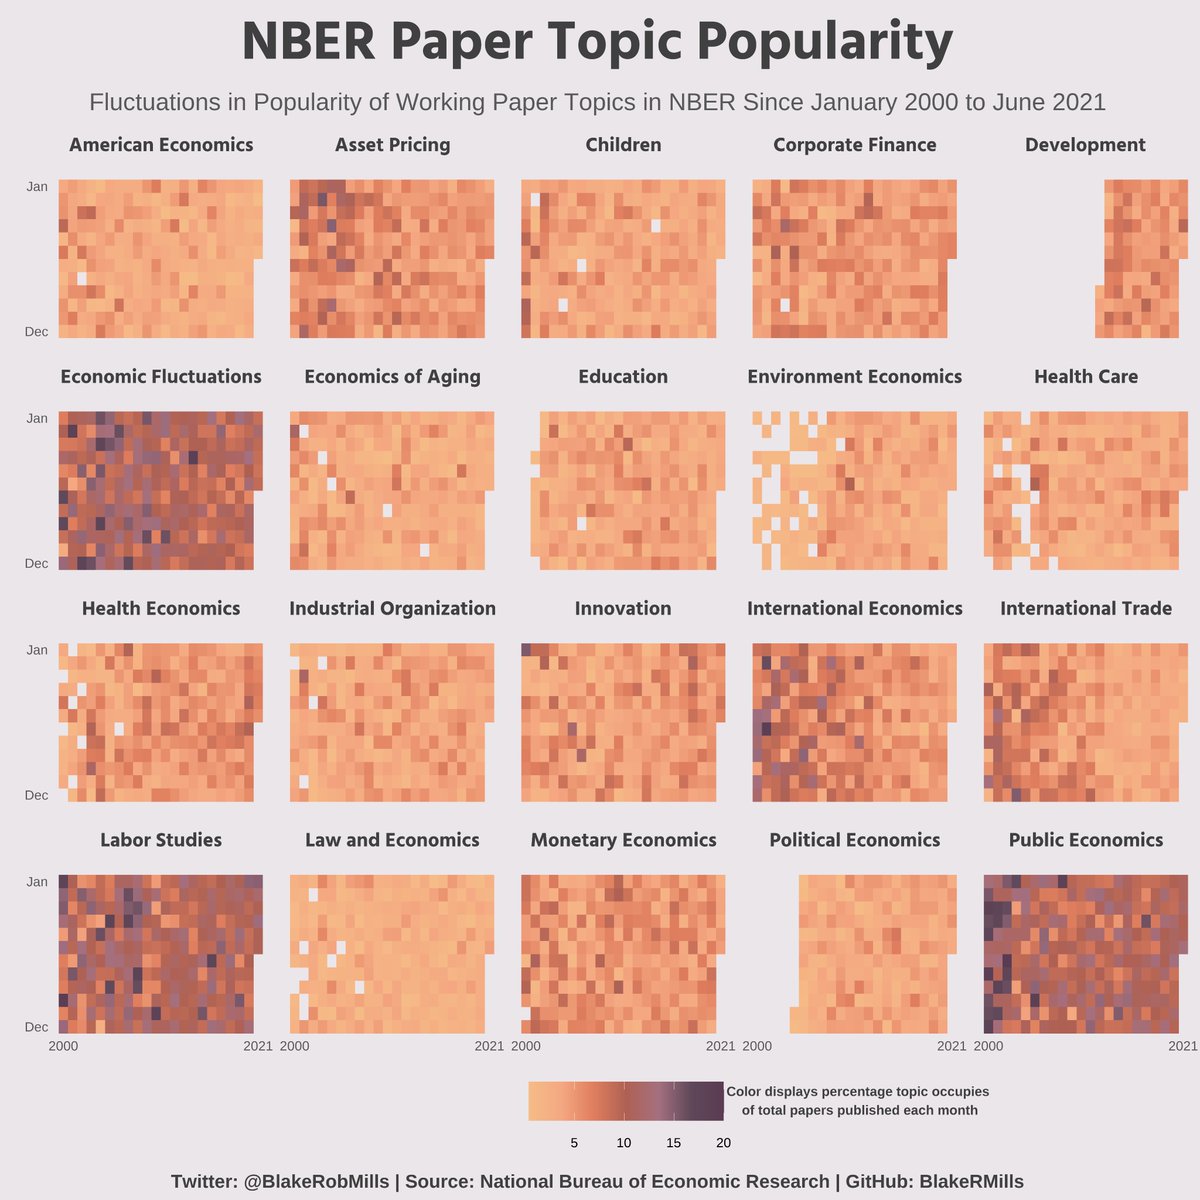 NBER Paper Topic Popularity
Fluctuations in Popularity of Working Paper Topics in NBER Since January 2000 to June 2021
American Economics
Asset Pricing
Children
Corporate Finance
Development
Jan
Dec
Economic Fluctuations
Economics of Aging
Education
Environment Economics
Health Care
Jan
Dec
Health Economics
Industrial Organization
Innovation
International Economics
International Trade
Jan
Dec
Labor Studies
Law and Economics
Monetary Economics
Political Economics
Public Economics
Jan
Dec
2000 2021 2000 2021 2000 2021 2000 2021 2000 2021
Color displays percentage topic occupies
of total papers published each month
5 10 15 20
Twitter: @BlakeRobMills | Source: National Bureau of Economic Research | GitHub: BlakeRMills